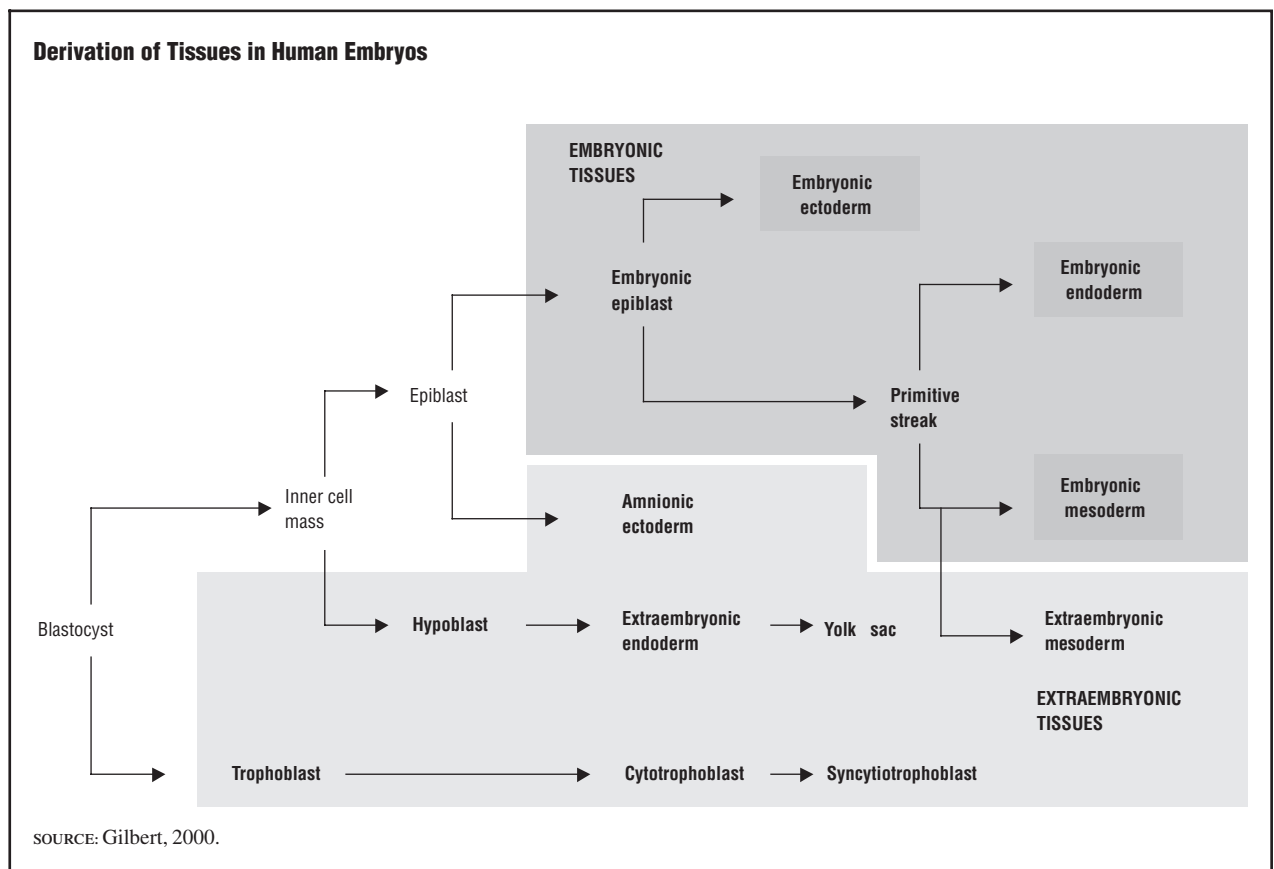 Derivation of Tissues in Human Embryos
EMBRYONIC
TISSUES
Embryonic
ectoderm
Embryonic
epiblast
Embryonic
endoderm
Epiblast
Primitive
streak
Inner cell
mass
Amnionic
ectoderm
Embryonic
mesoderm
Blastocyst
Hypoblast
Extraembryonic
endoderm
Yolk sac
Extraembryonic
mesoderm
EXTRAEMBRYONIC
TISSUES
Trophoblast
Cytotrophoblast
Syncytiotrophoblast
SOURCE: Gilbert, 2000.